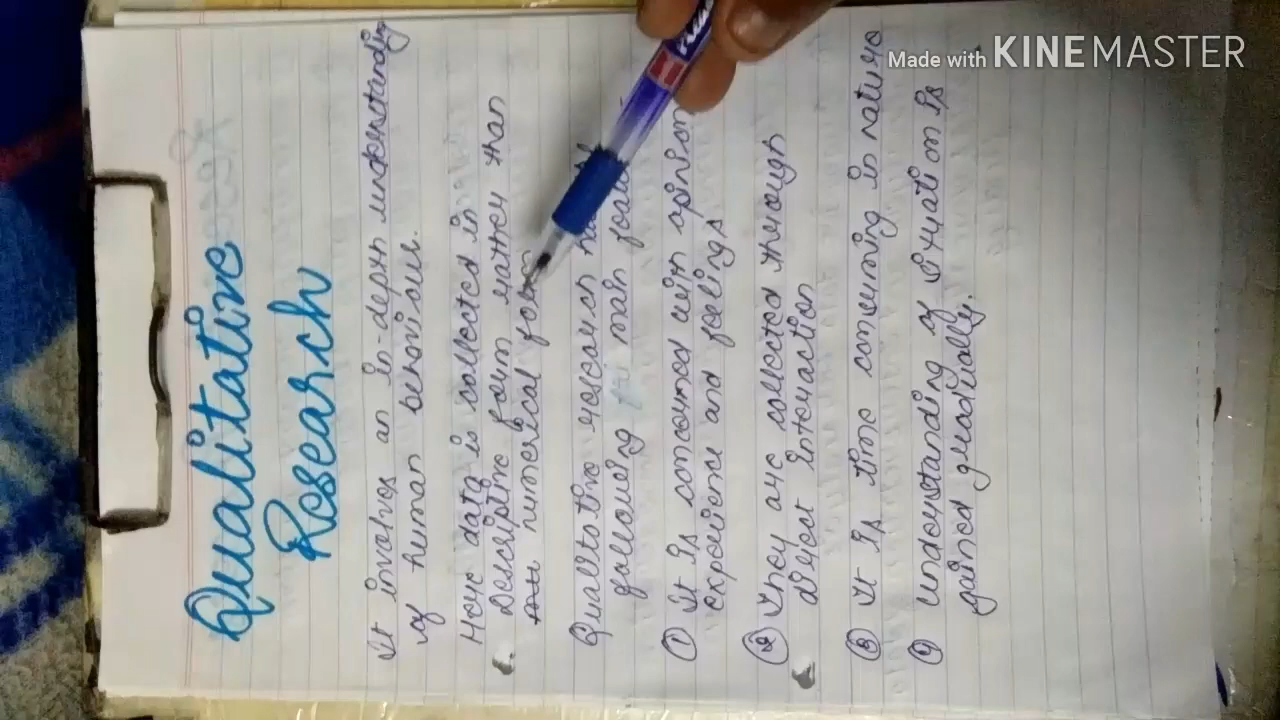 Qualitative
Research
It involves an in-depth understanding
of human behaviour.
Here data is collected in
Descriptive form rather than
numerical form
Qualitative research
following main
① It is concerned with opinion
experience and feelings
② They are collected through
direct interaction
③ It is time consuming in nature
④ Understanding of situation is
gained gradually.
Made with KINEMASTER